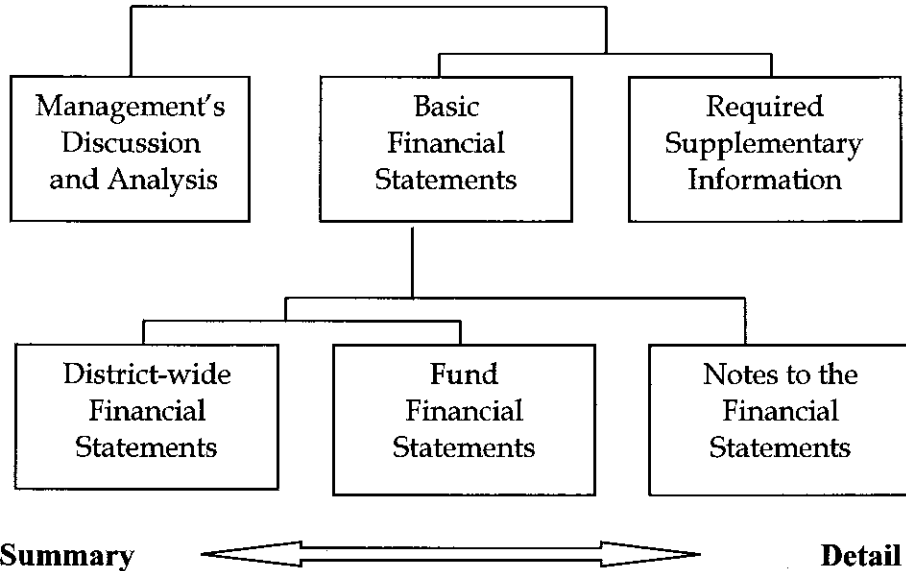 Management's
Discussion
and Analysis
Basic
Financial
Statements
Required
Supplementary
Information
District-wide
Financial
Statements
Fund
Financial
Statements
Notes to the
Financial
Statements
Summary
Detail